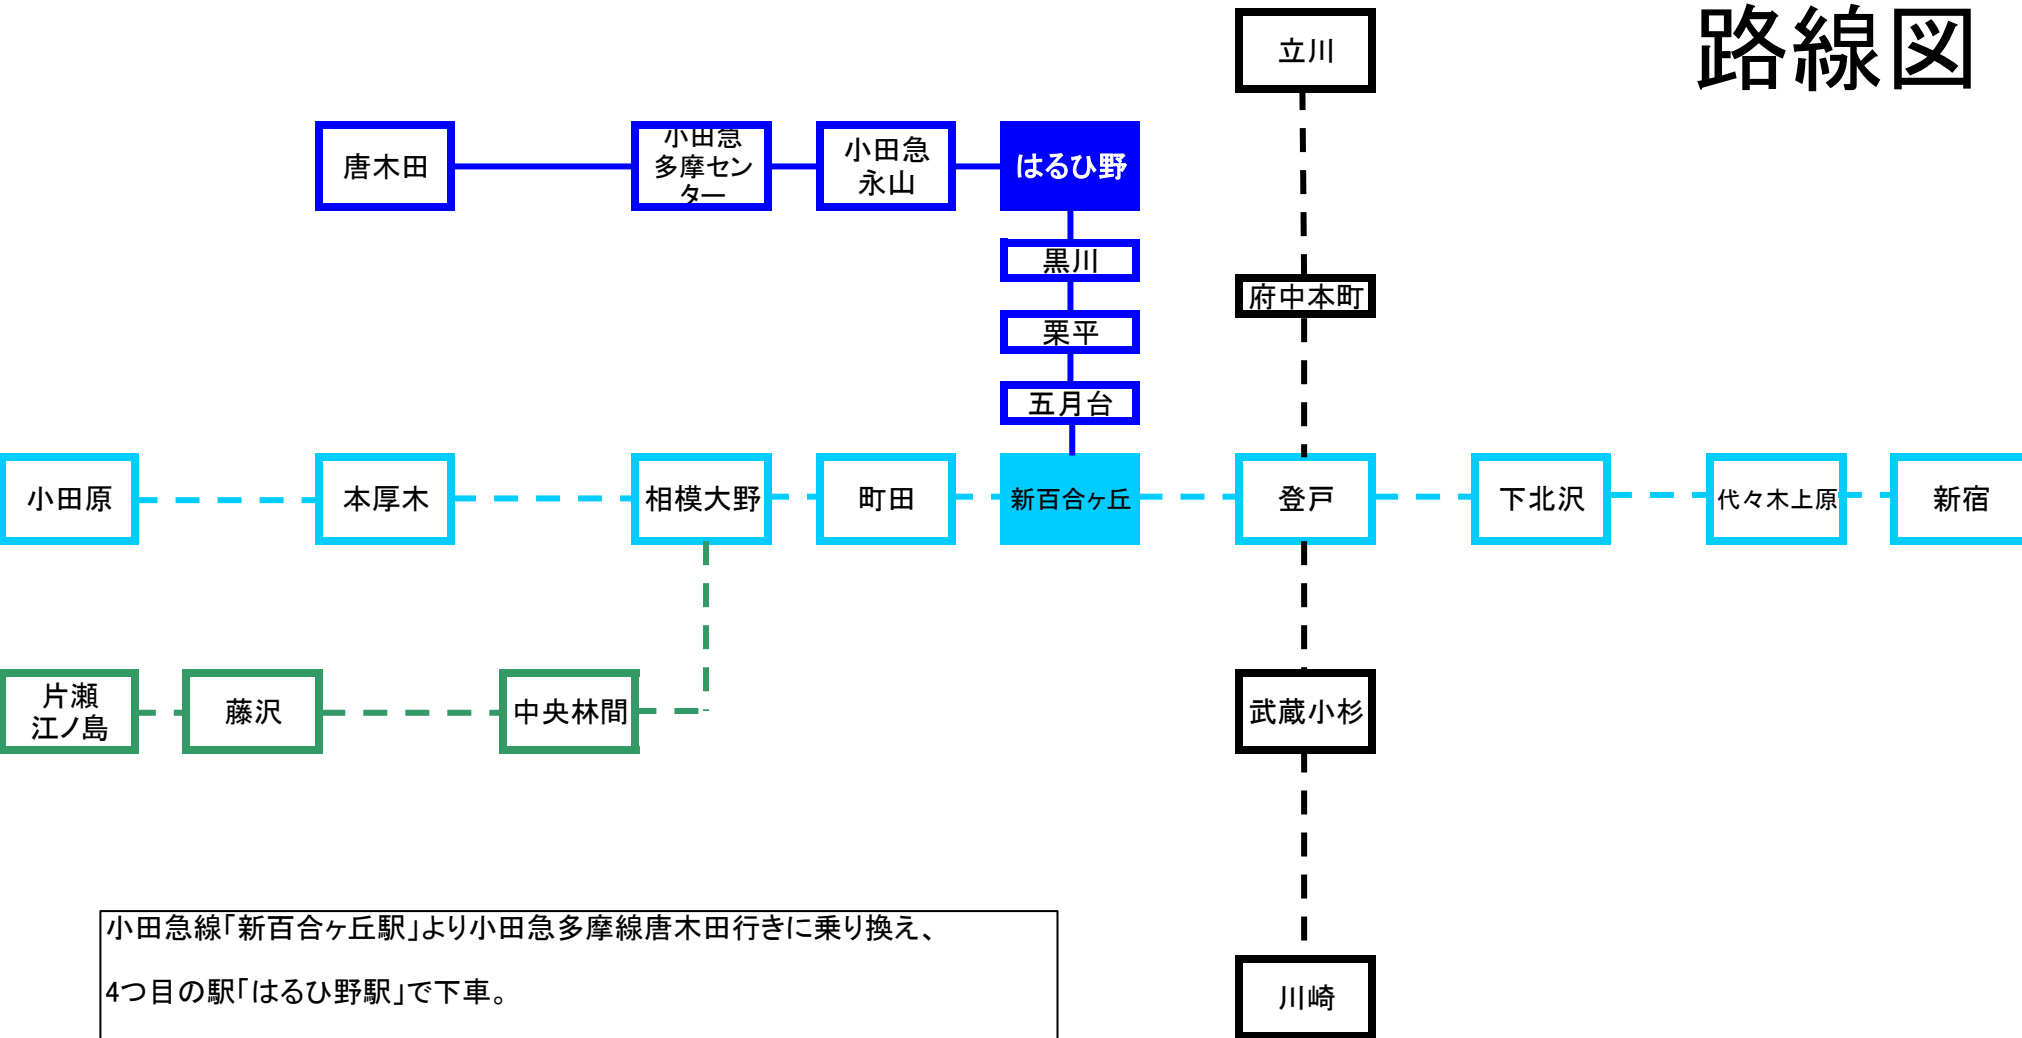 路線図
立川
唐木田
小田急
多摩セン
ター
小田急
永山
はるひ野
黒川
府中本町
栗平
五月台
小田原
本厚木
相模大野
町田
新百合ヶ丘
登戸
下北沢
代々木上原
新宿
片瀬
江ノ島
藤沢
中央林間
武蔵小杉
川崎
小田急線｢新百合ヶ丘駅｣より小田急多摩線唐木田行きに乗り換え、
4つ目の駅｢はるひ野駅｣で下車。